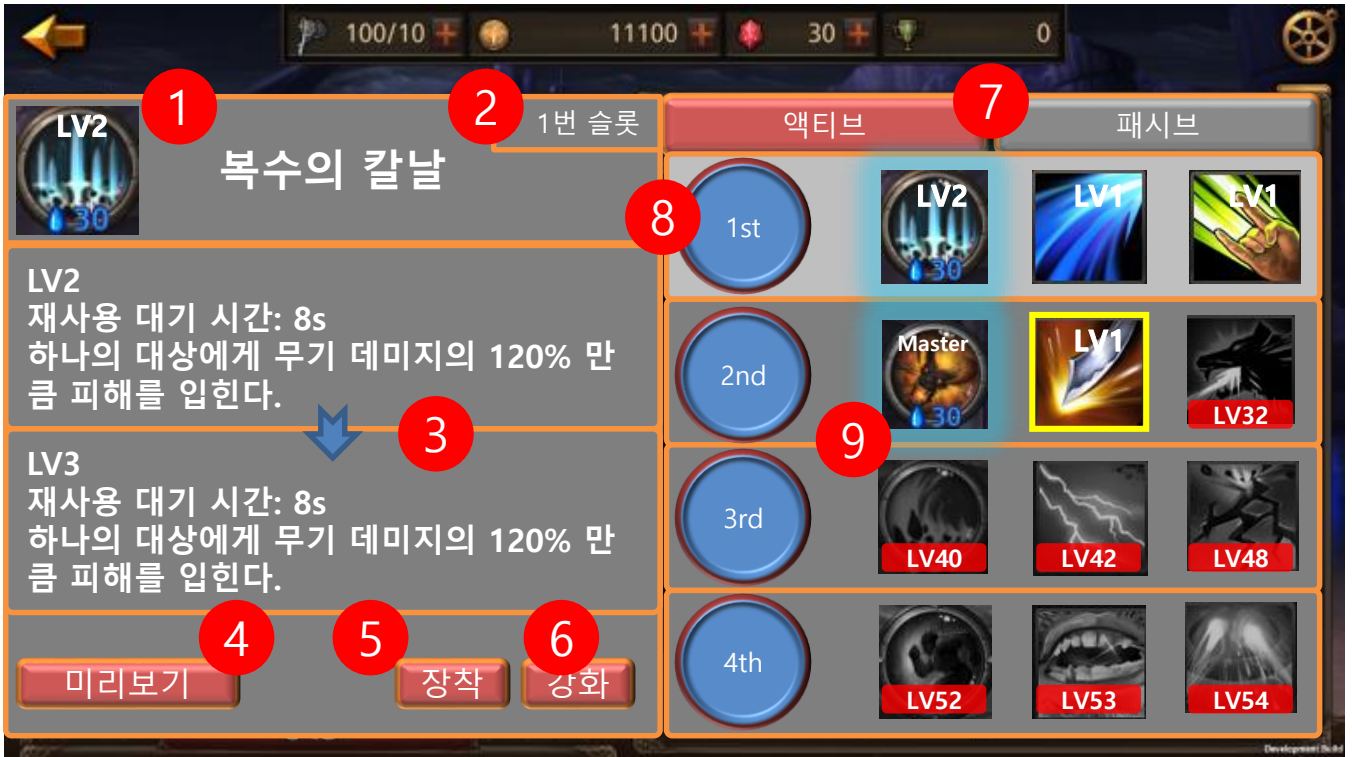 100/10
11100
30
0
1
2
7
LV2
복수의 칼날
1번 슬롯
액티브
패시브
30
8
1st
LV2
30
LV1
LV1
LV2
재사용 대기 시간: 8s
하나의 대상에게 무기 데미지의 120% 만
큼 피해를 입힌다.
2nd
Master
30
LV1
LV32
3
9
LV3
재사용 대기 시간: 8s
하나의 대상에게 무기 데미지의 120% 만
큼 피해를 입힌다.
3rd
LV40
LV42
LV48
4
5
6
미리보기
장착
강화
4th
LV52
LV53
LV54
Development Build